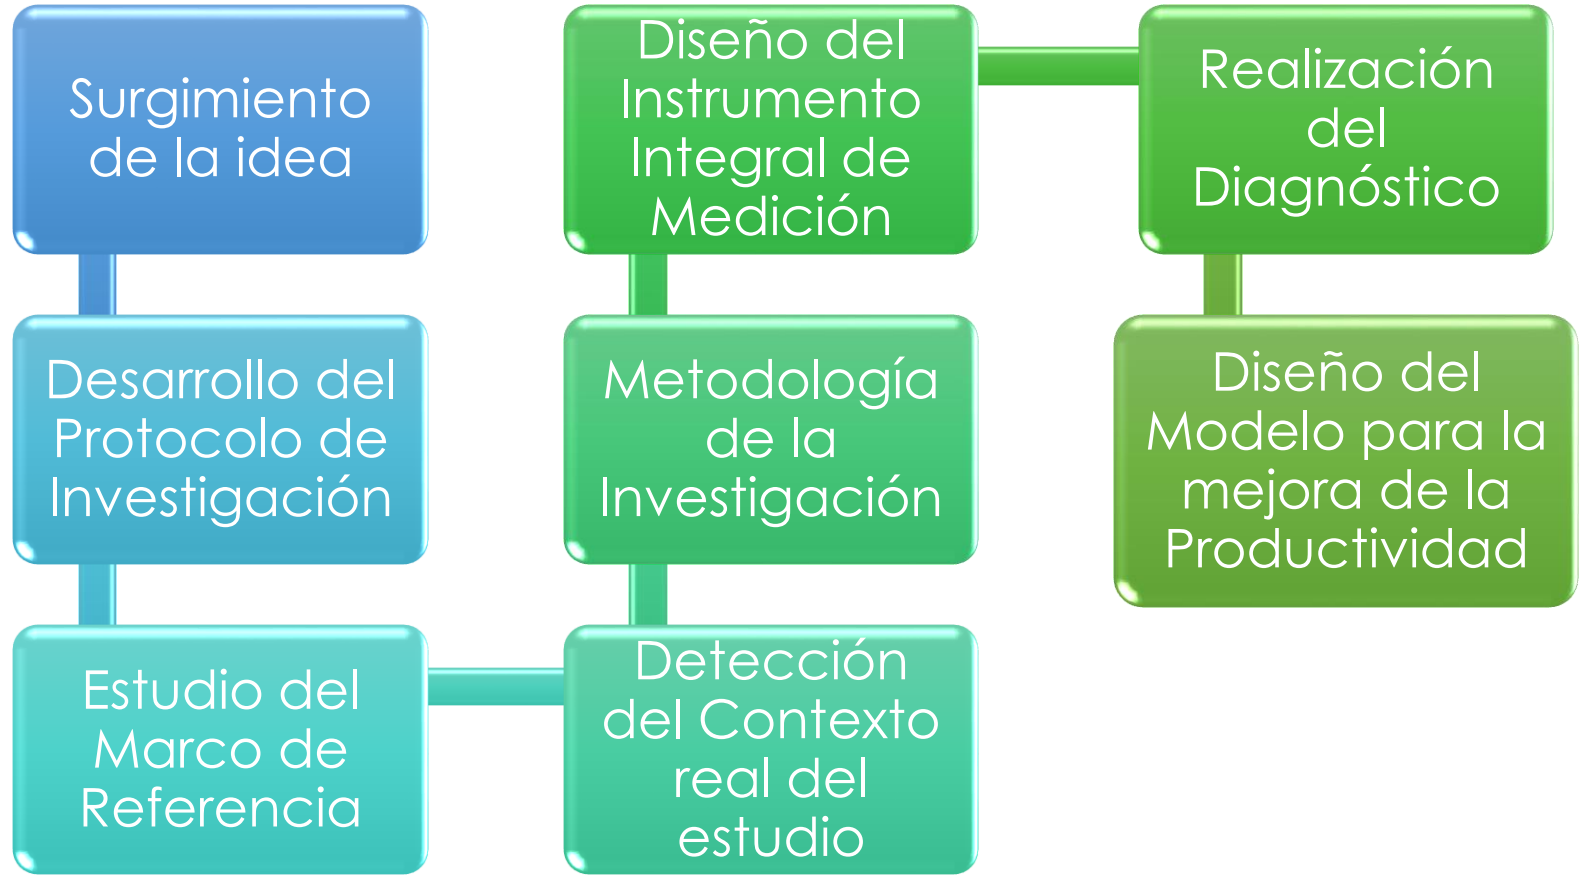 Surgimiento
de la idea
Desarrollo del
Protocolo de
Investigación
Estudio del
Marco de
Referencia
Detección
del Contexto
real del
estudio
Metodología
de la
Investigación
Diseño del
Instrumento
Integral de
Medición
Realización
del
Diagnóstico
Diseño del
Modelo para la
mejora de la
Productividad